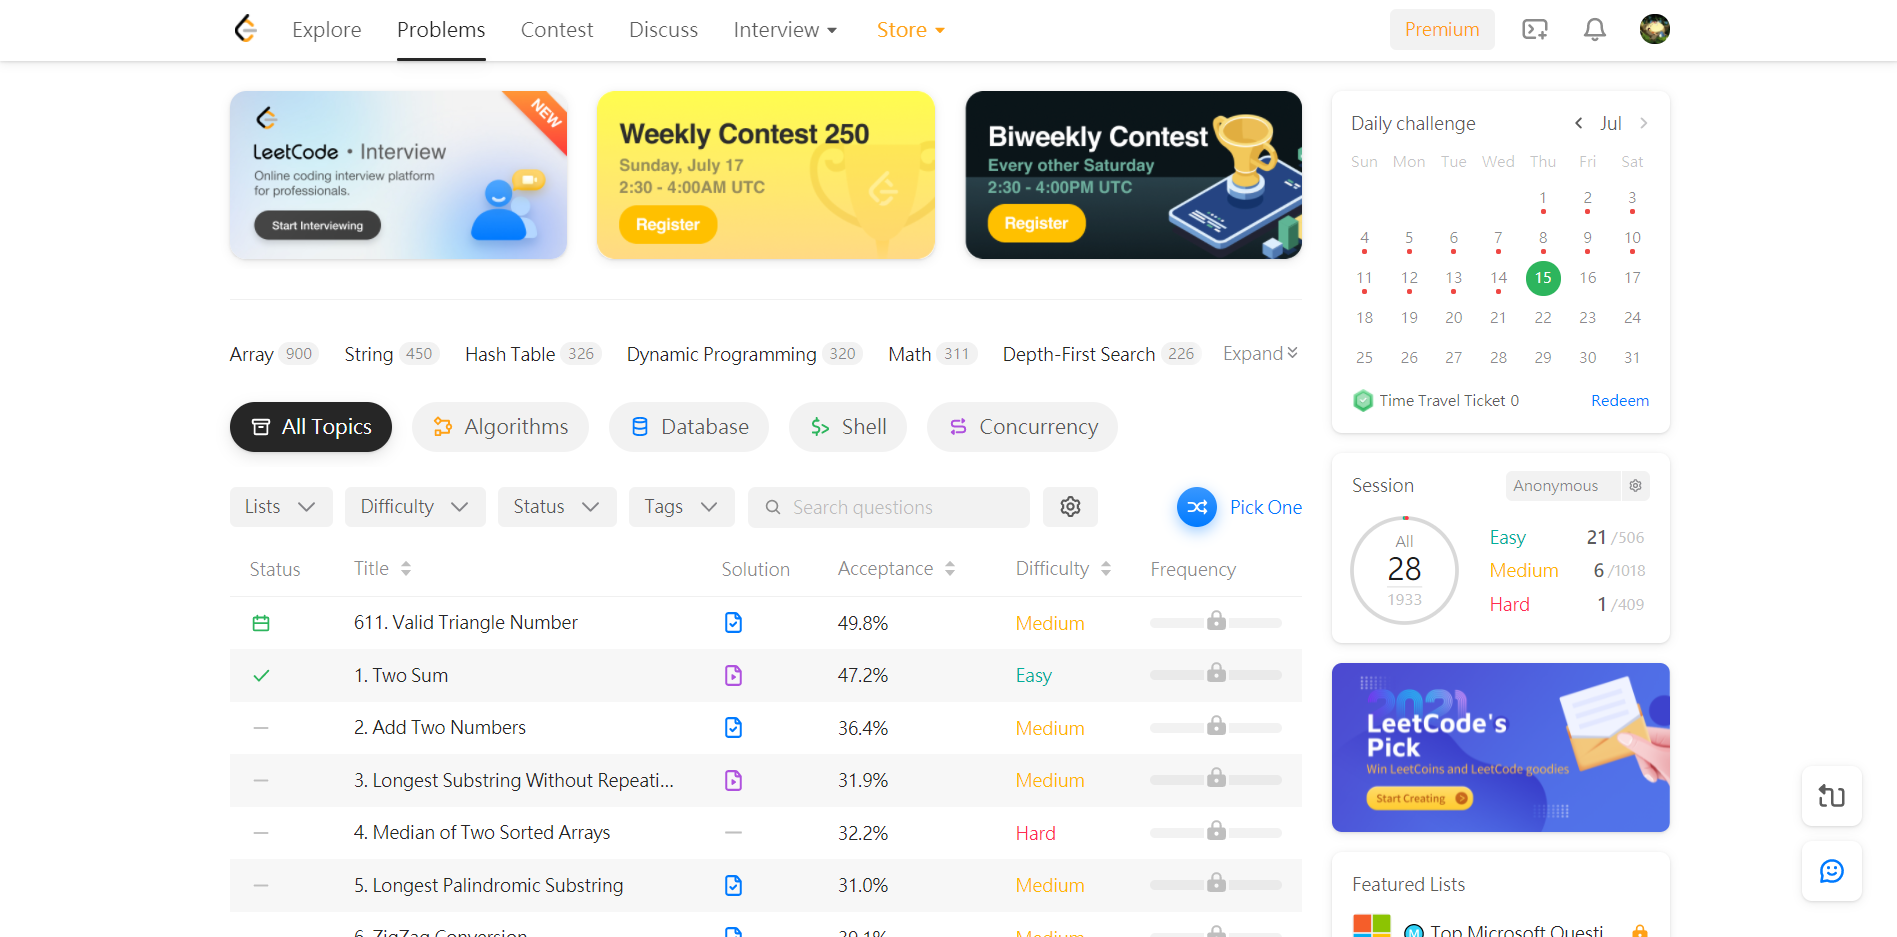 Explore Problems Contest Discuss Interview Store Premium
NEW
LeetCode • Interview
Online coding interview platform
for professionals.
Start Interviewing
Weekly Contest 250
Sunday, July 17
2:30 - 4:00AM UTC
Register
Biweekly Contest
Every other Saturday
2:30 - 4:00PM UTC
Register
Array 900 String 450 Hash Table 326 Dynamic Programming 320 Math 311 Depth-First Search 226 Expand
All Topics Algorithms Database Shell Concurrency
Lists Difficulty Status Tags Search questions Pick One
Status Title Solution Acceptance Difficulty Frequency
611. Valid Triangle Number 49.8% Medium
1. Two Sum 47.2% Easy
2. Add Two Numbers 36.4% Medium
3. Longest Substring Without Repeati... 31.9% Medium
4. Median of Two Sorted Arrays 32.2% Hard
5. Longest Palindromic Substring 31.0% Medium
6. ZigZag Conversion 39.1% Medium
Daily challenge Jul
Sun Mon Tue Wed Thu Fri Sat
1 2 3
4 5 6 7 8 9 10
11 12 13 14 15 16 17
18 19 20 21 22 23 24
25 26 27 28 29 30 31
Time Travel Ticket 0 Redeem
Session Anonymous
All
28
1933
Easy 21 /506
Medium 6 /1018
Hard 1 /409
2021
LeetCode's
Pick
Win LeetCoins and LeetCode goodies
Start Creating
Featured Lists
M Top Microsoft Questi